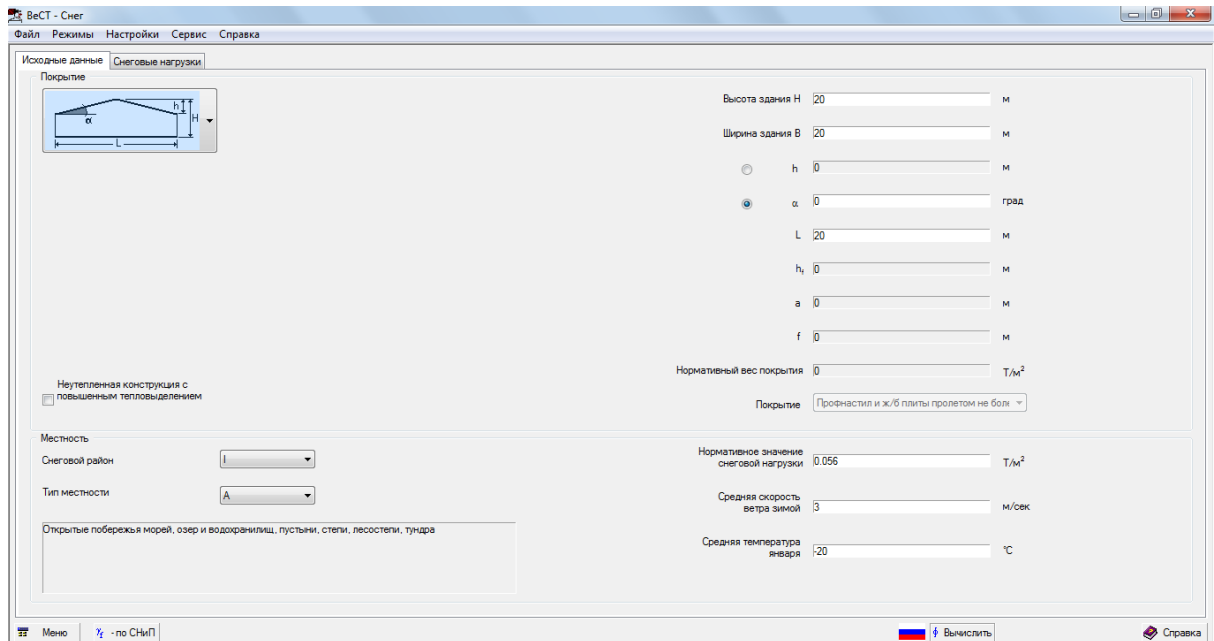 ВеСТ - Снег
Файл Режимы Настройки Сервис Справка
Исходные данные Снеговые нагрузки
Покрытие
h
H
α
L
Высота здания H 20 м
Ширина здания B 20 м
h 0 м
α 0 град
L 20 м
hf 0 м
a 0 м
f 0 м
Нормативный вес покрытия 0 Т/м²
Неутепленная конструкция с
повышенным тепловыделением
Покрытие Профнастил и ж/б плиты пролетом не боле
Местность
Снеговой район I
Тип местности A
Открытые побережья морей, озер и водохранилищ, пустыни, степи, лесостепи, тундра
Нормативное значение
снеговой нагрузки 0.056 Т/м²
Средняя скорость
ветра зимой 3 м/сек
Средняя температура
января -20 °C
Меню γf - по СНиП Вычислить Справка